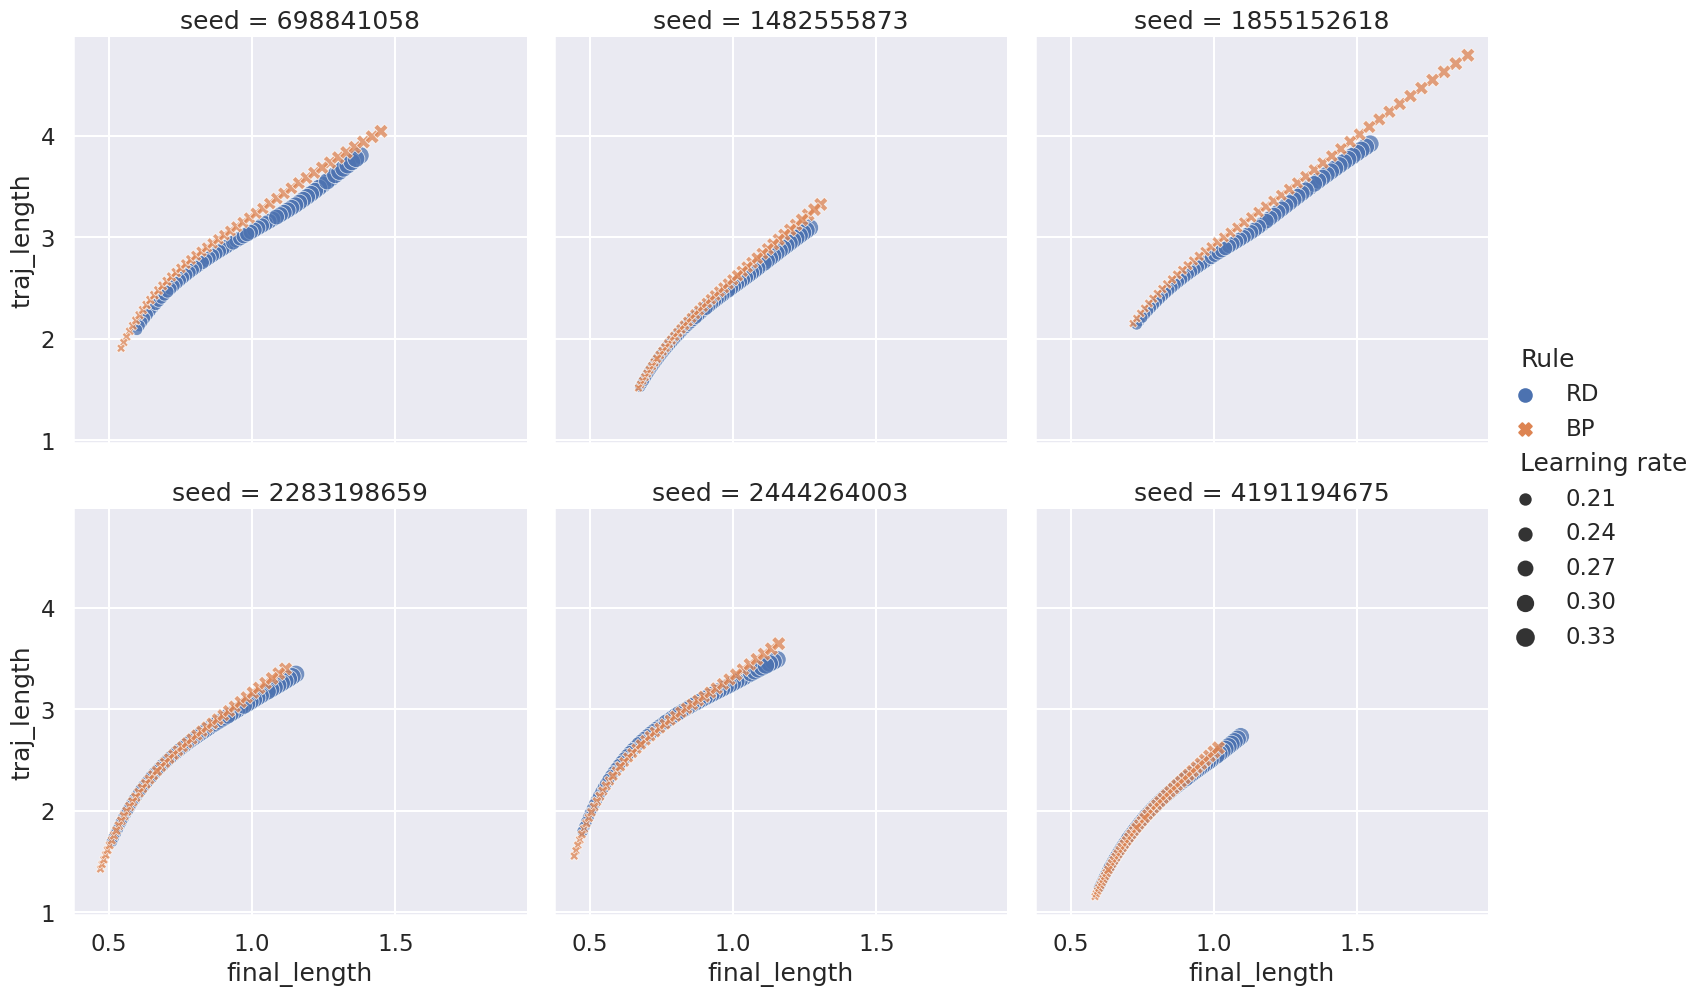 seed = 698841058
seed = 1482555873
seed = 1855152618
traj_length
4
3
2
1
Rule
RD
BP
Learning rate
0.21
0.24
0.27
0.30
0.33
seed = 2283198659
seed = 2444264003
seed = 4191194675
traj_length
4
3
2
1
0.5
1.0
1.5
0.5
1.0
1.5
0.5
1.0
1.5
final_length
final_length
final_length